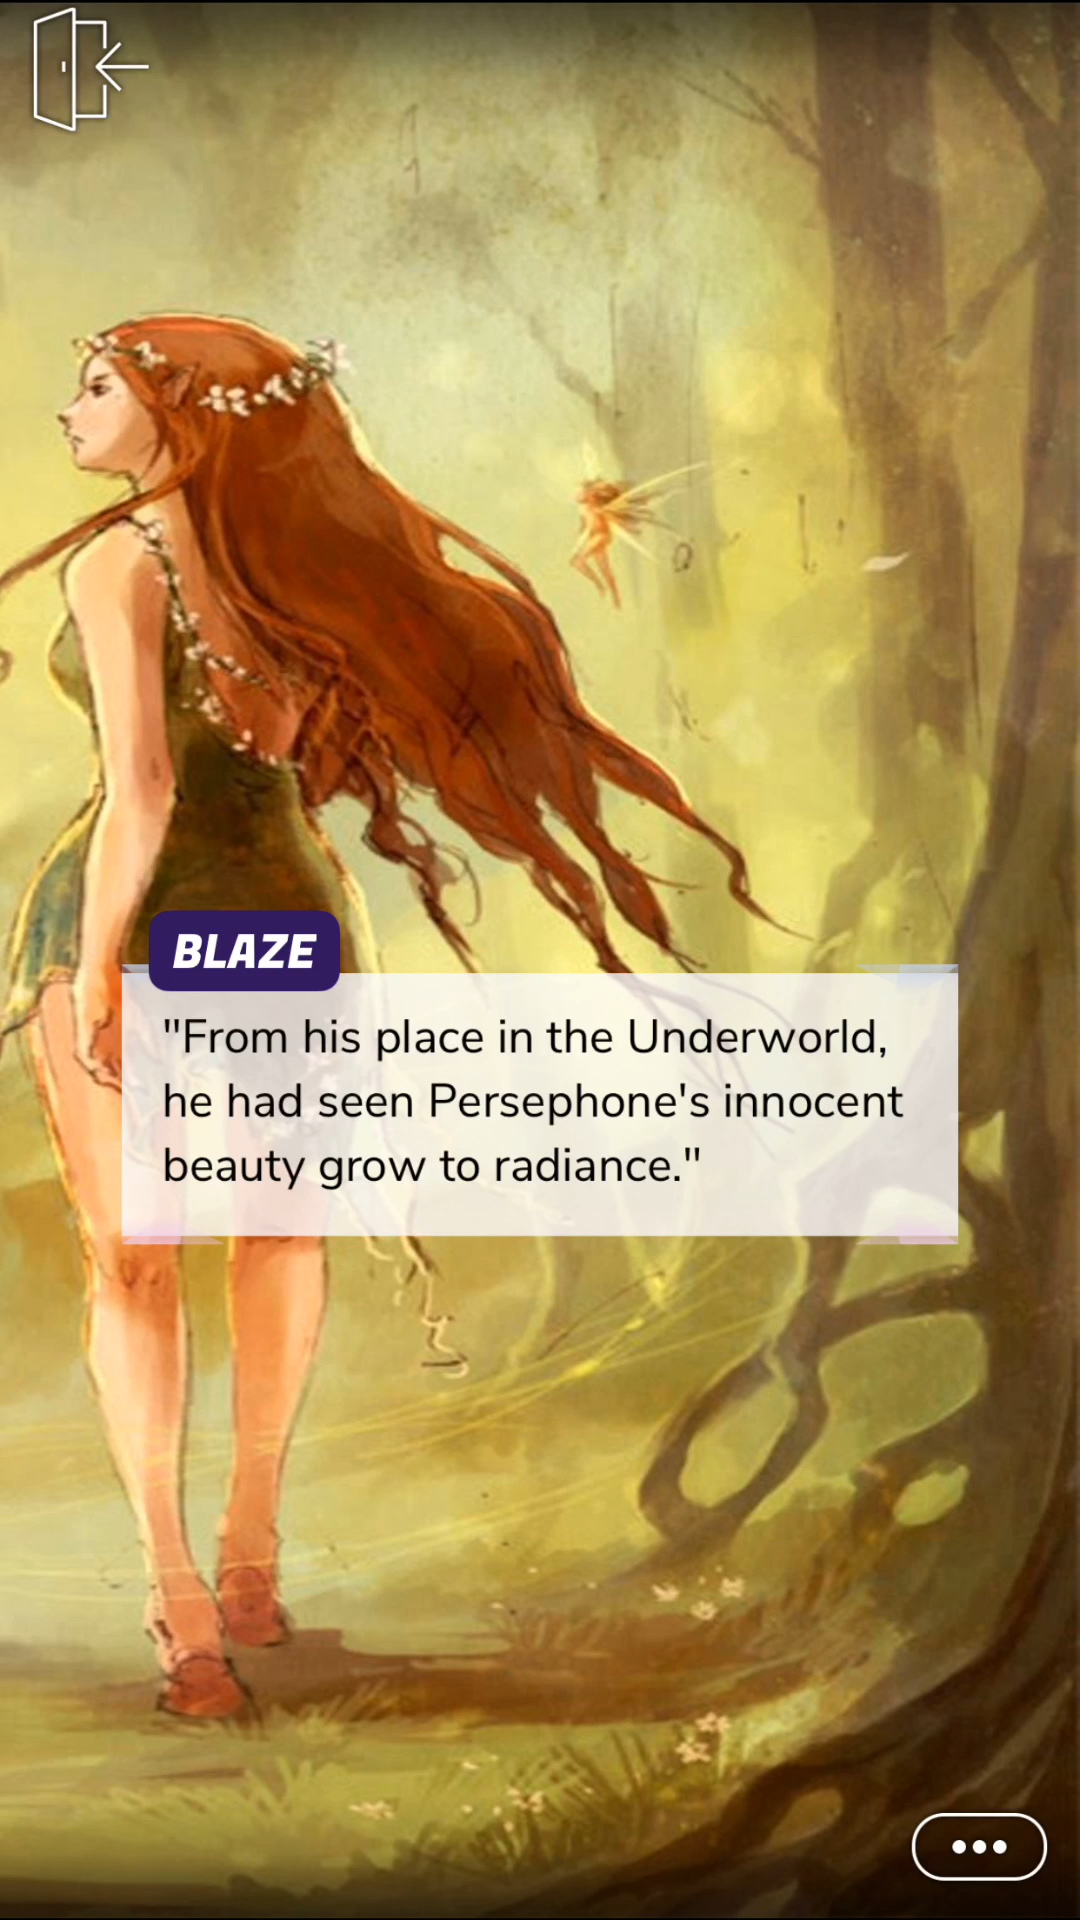 BLAZE
"From his place in the Underworld,
he had seen Persephone's innocent
beauty grow to radiance."